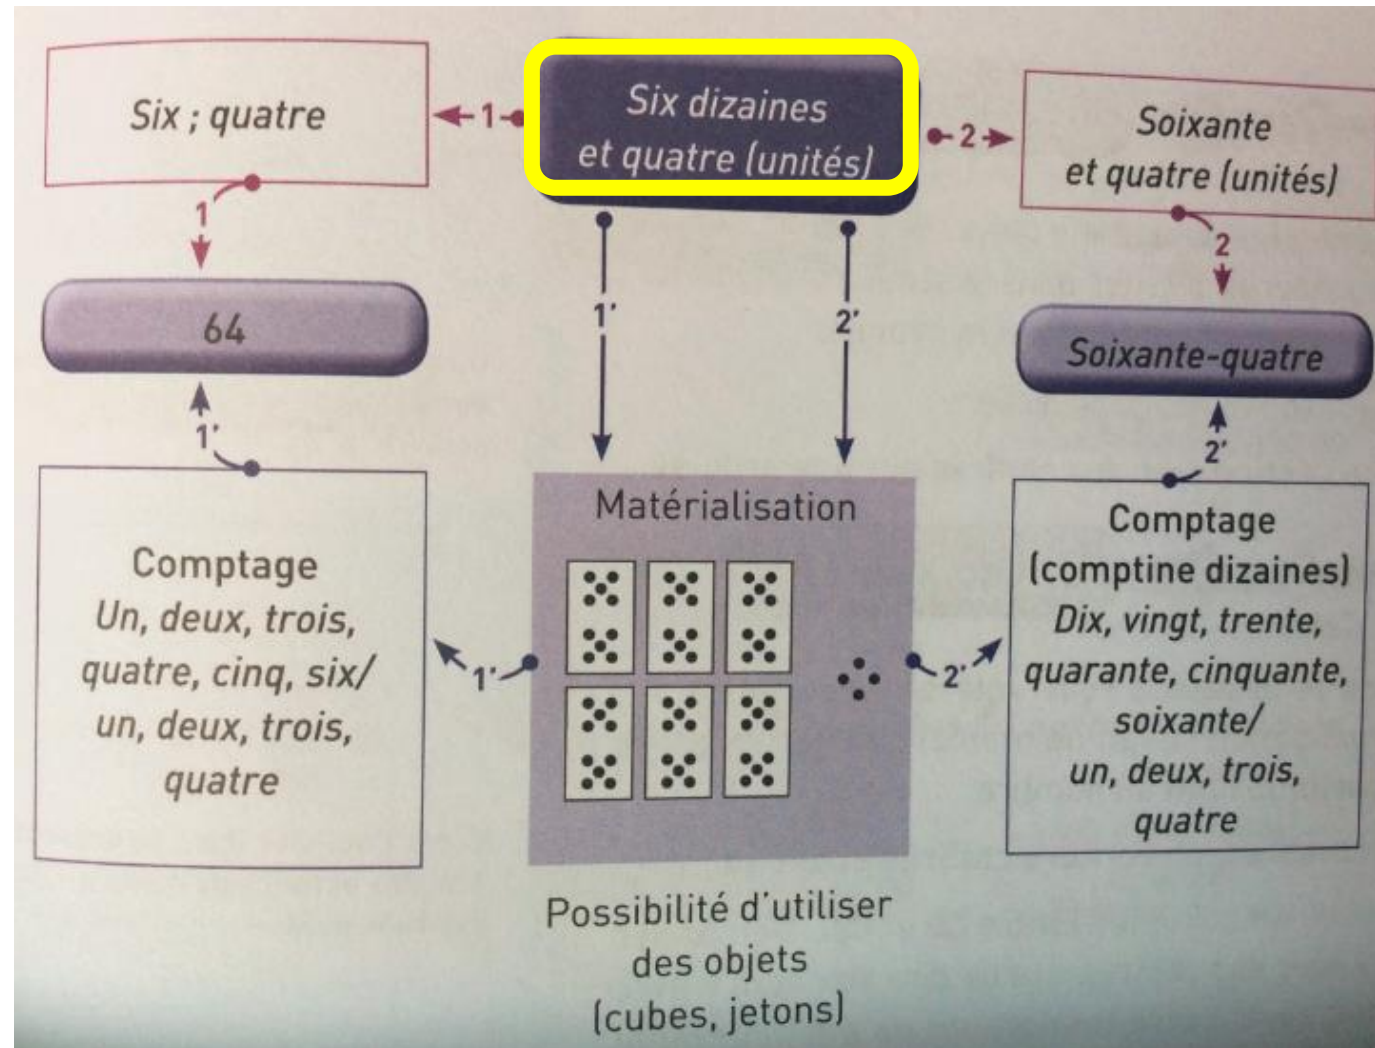 Six ; quatre
1
Six dizaines
et quatre (unités)
2
Soixante
et quatre (unités)
1
2
64
1'
2'
Soixante-quatre
1'
2'
Matérialisation
Comptage
Un, deux, trois,
quatre, cinq, six/
un, deux, trois,
quatre
1'
2'
Comptage
(comptine dizaines)
Dix, vingt, trente,
quarante, cinquante,
soixante/
un, deux, trois,
quatre
Possibilité d'utiliser
des objets
(cubes, jetons)